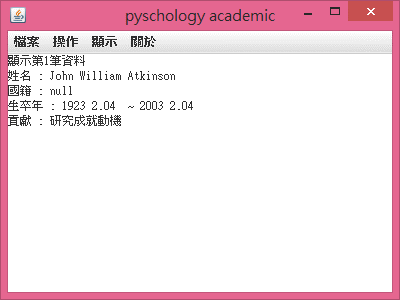 pyschology academic
檔案 操作 顯示 關於
顯示第1筆資料
姓名 : John William Atkinson
國籍 : null
生卒年 : 1923 2.04 ~ 2003 2.04
貢獻 : 研究成就動機